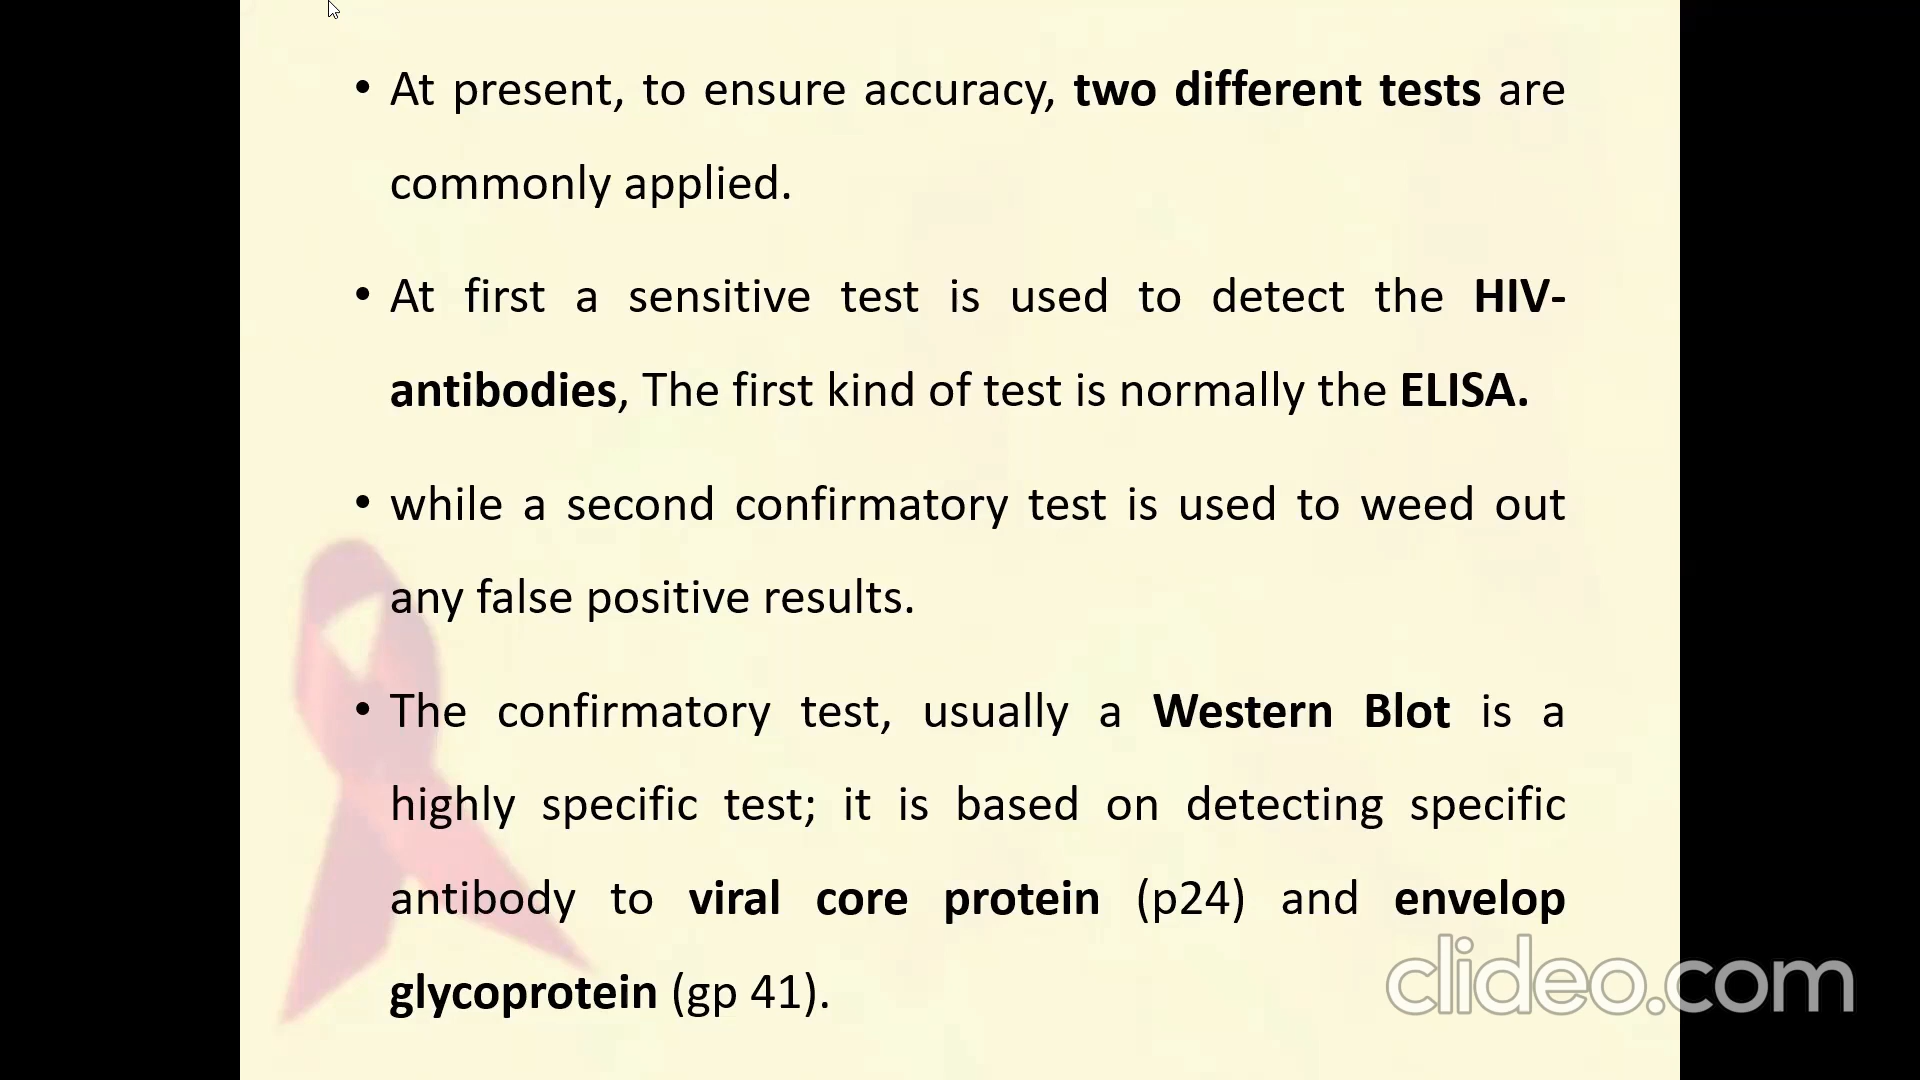 • At present, to ensure accuracy, two different tests are
commonly applied.
• At first a sensitive test is used to detect the HIV-
antibodies, The first kind of test is normally the ELISA.
• while a second confirmatory test is used to weed out
any false positive results.
• The confirmatory test, usually a Western Blot is a
highly specific test; it is based on detecting specific
antibody to viral core protein (p24) and envelop
glycoprotein (gp 41).
clideo.com